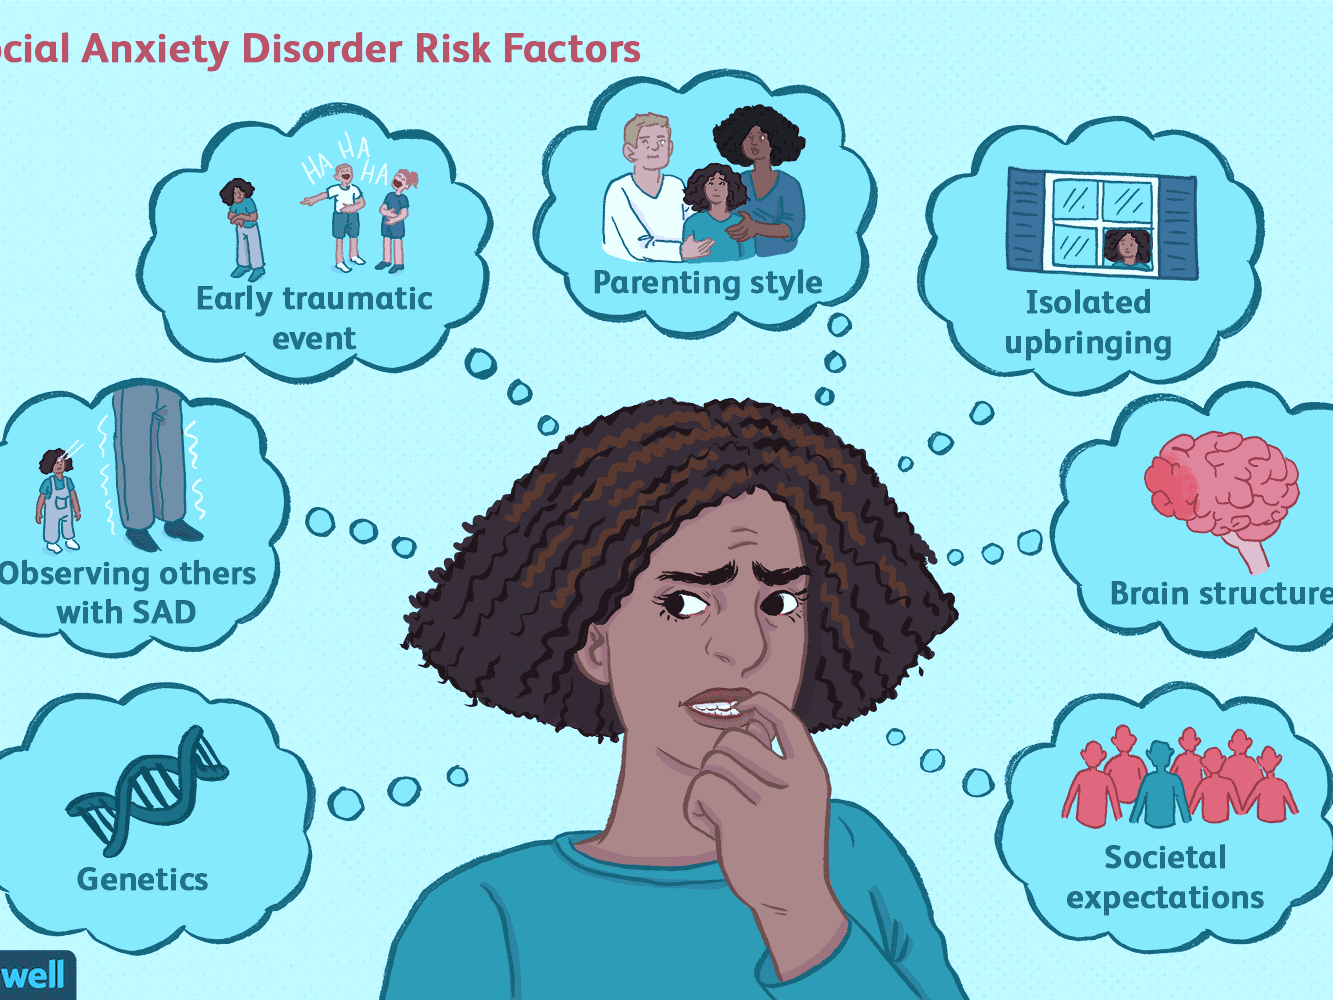 ocial Anxiety Disorder Risk Factors
HA HA HA
Early traumatic
event
Parenting style
Isolated
upbringing
Observing others
with SAD
Brain structure
Genetics
Societal
expectations
well